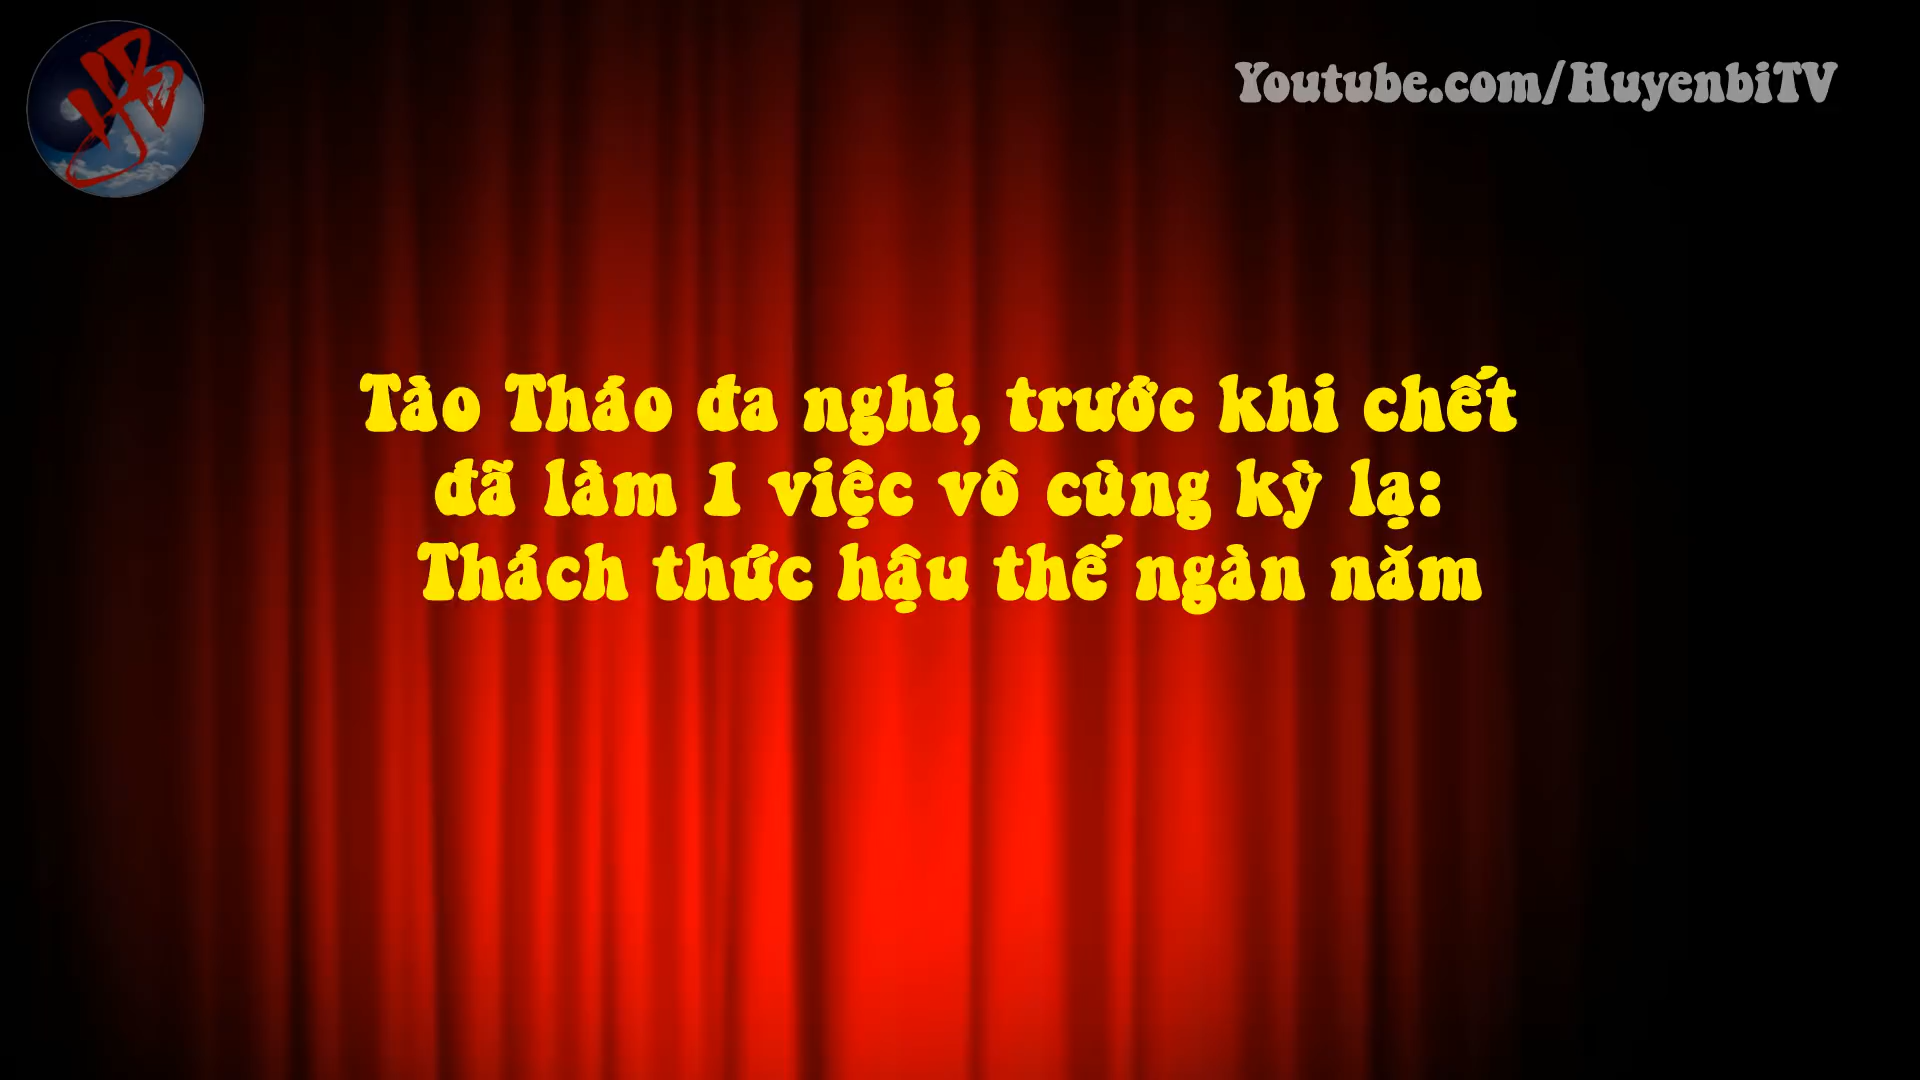 Youtube.com/HuyenbiTV
Tào Tháo đa nghi, trước khi chết
đã làm 1 việc vô cùng kỳ lạ:
Thách thức hậu thế ngàn năm